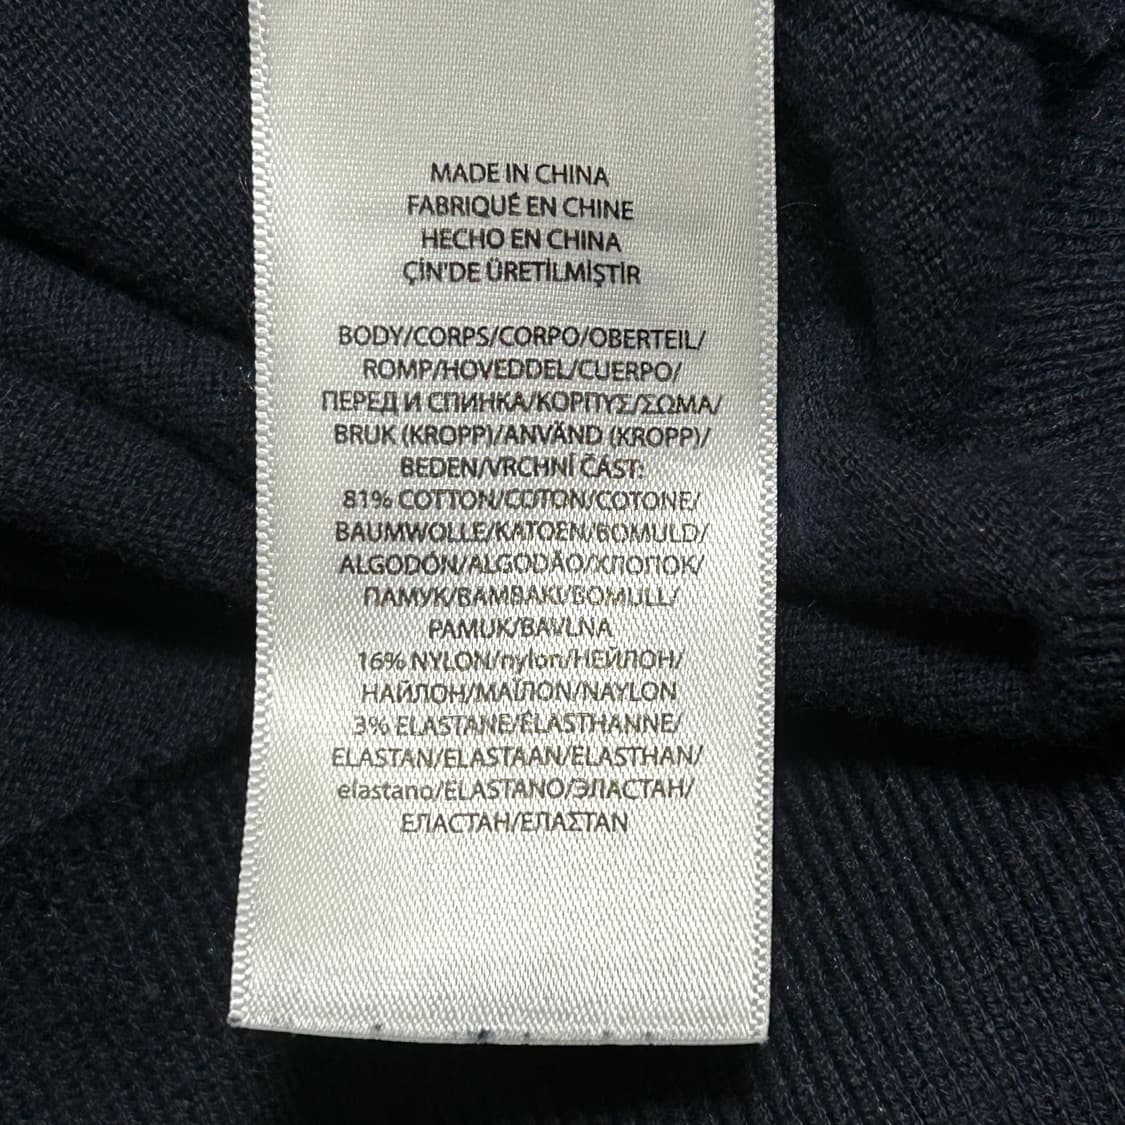 MADE IN CHINA
FABRIQUÉ EN CHINE
HECHO EN CHINA
ÇİN'DE ÜRETİLMİŞTİR
BODY/CORPS/CORPO/OBERTEIL/
ROMP/HOVEDDEL/CUERPO/
ПЕРЕД И СПИНКА/ΚΟΡΠΥΣ/ΣΩΜΑ/
BRUK (KROPP)/ANVÄND (KROPP)/
BEDEN/VRCHNÍ ČÁST:
81% COTTON/COTON/COTONE/
BAUMWOLLE/KATOEN/BOMULD/
ALGODÓN/ALGODÃO/ХЛОПОК/
ПАМУК/BAMBAKI/BOMULL/
PAMUK/BAVLNA
16% NYLON/nylon/НЕЙЛОН/
НАЙЛОН/ΜΑΪΛΟΝ/NAYLON
3% ELASTANE/ÉLASTHANNE/
ELASTAN/ELASTAAN/ELASTHAN/
elastano/ELASTANO/ЭЛАСТАН/
ЕЛАСТАН/ΕΛΑΣΤΑΝ